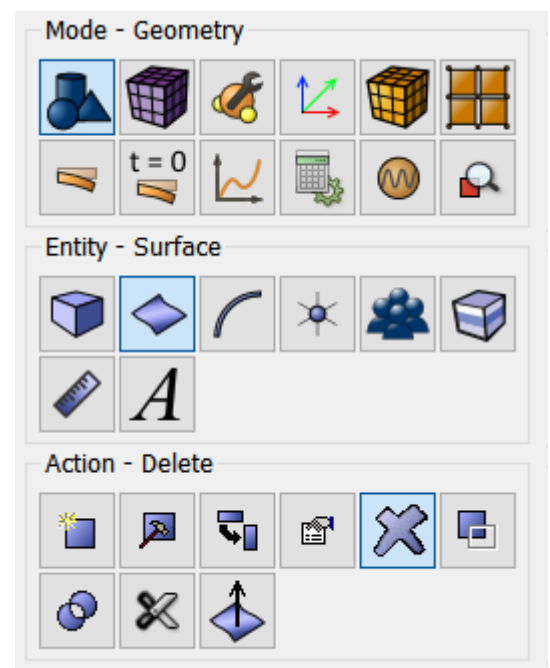 Mode - Geometry
t = 0
Entity - Surface
A
Action - Delete